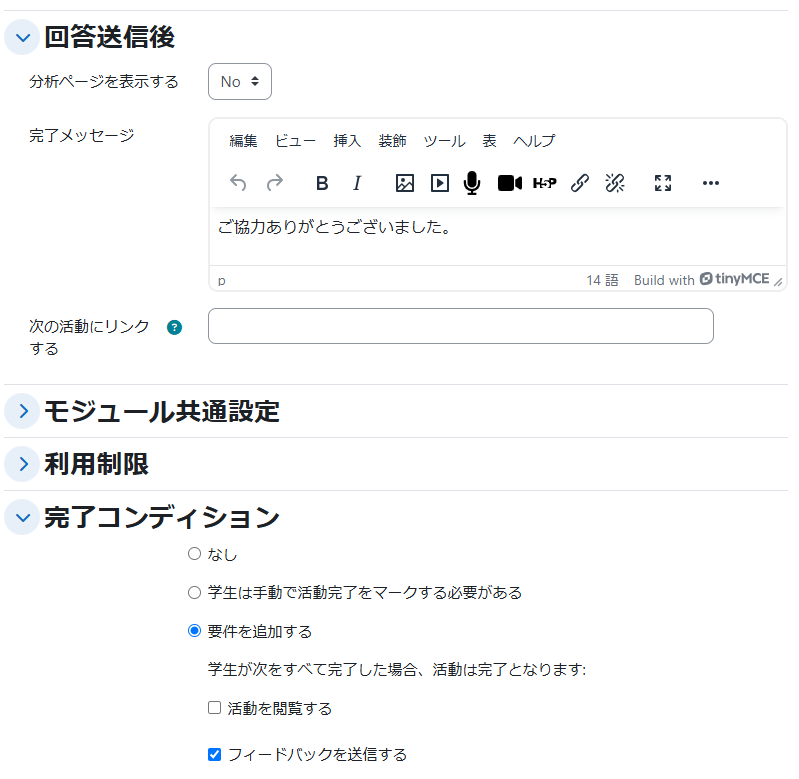 回答送信後
分析ページを表示する
No
完了メッセージ
編集 ビュー 挿入 装飾 ツール 表 ヘルプ
B I H5P
ご協力ありがとうございました。
p 14 語 Build with tinyMCE
次の活動にリンク ?
する
モジュール共通設定
利用制限
完了コンディション
なし
学生は手動で活動完了をマークする必要がある
要件を追加する
学生が次をすべて完了した場合、活動は完了となります:
活動を閲覧する
フィードバックを送信する